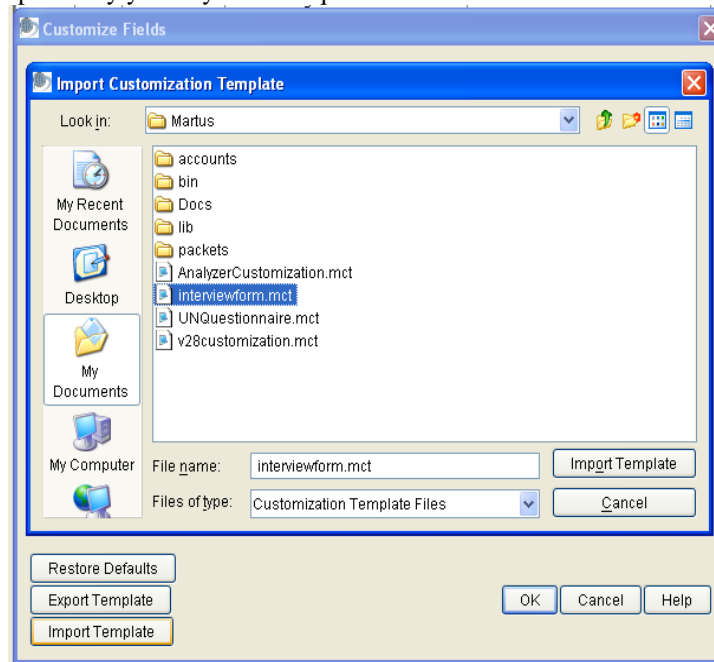 Customize Fields
Import Customization Template
Look in:
Martus
My Recent
Documents
Desktop
My
Documents
My Computer
accounts
bin
Docs
lib
packets
AnalyzerCustomization.mct
interviewform.mct
UNQuestionnaire.mct
v28customization.mct
File name:
interviewform.mct
Import Template
Files of type:
Customization Template Files
Cancel
Restore Defaults
Export Template
Import Template
OK
Cancel
Help